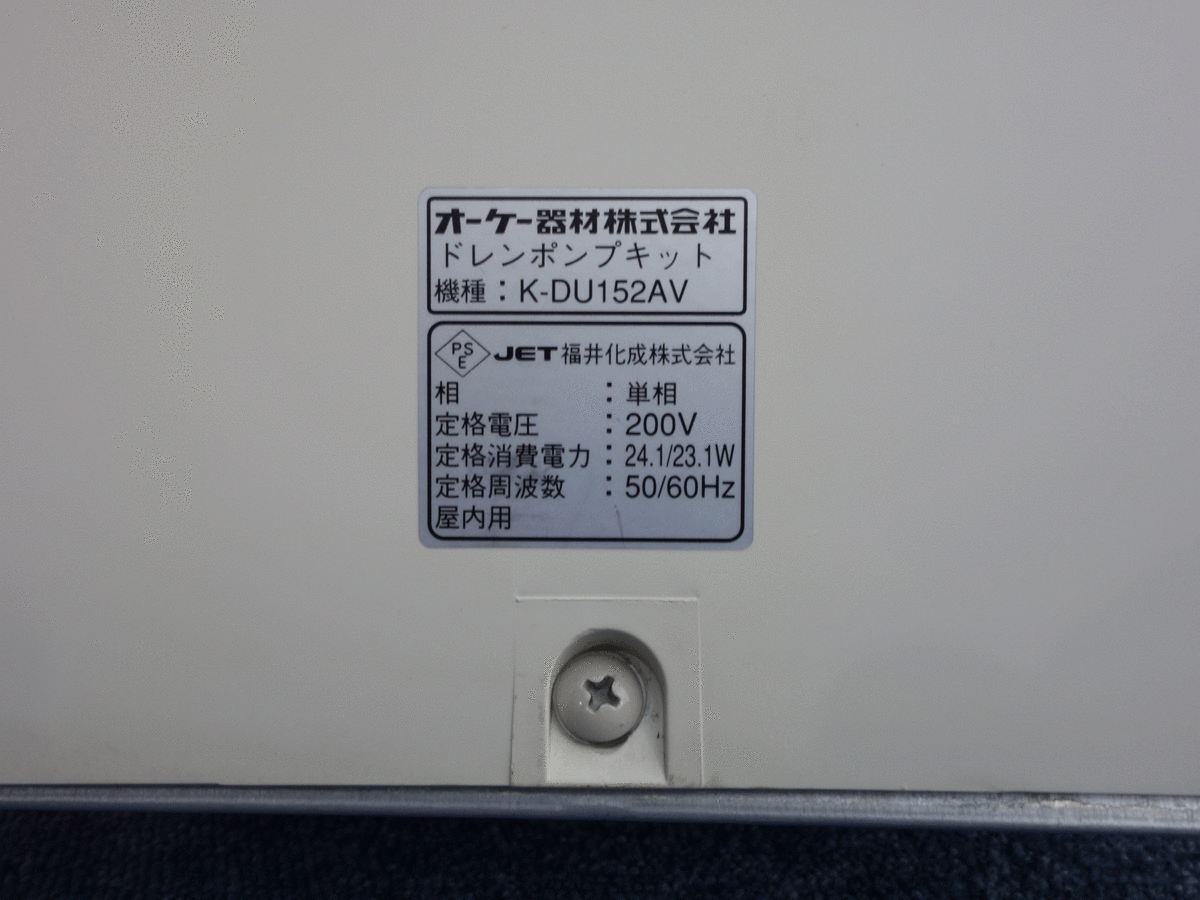 オーケー器材株式会社
ドレンポンプキット
機種：K-DU152AV
PSE JET 福井化成株式会社
相：単相
定格電圧：200V
定格消費電力：24.1/23.1W
定格周波数：50/60Hz
屋内用